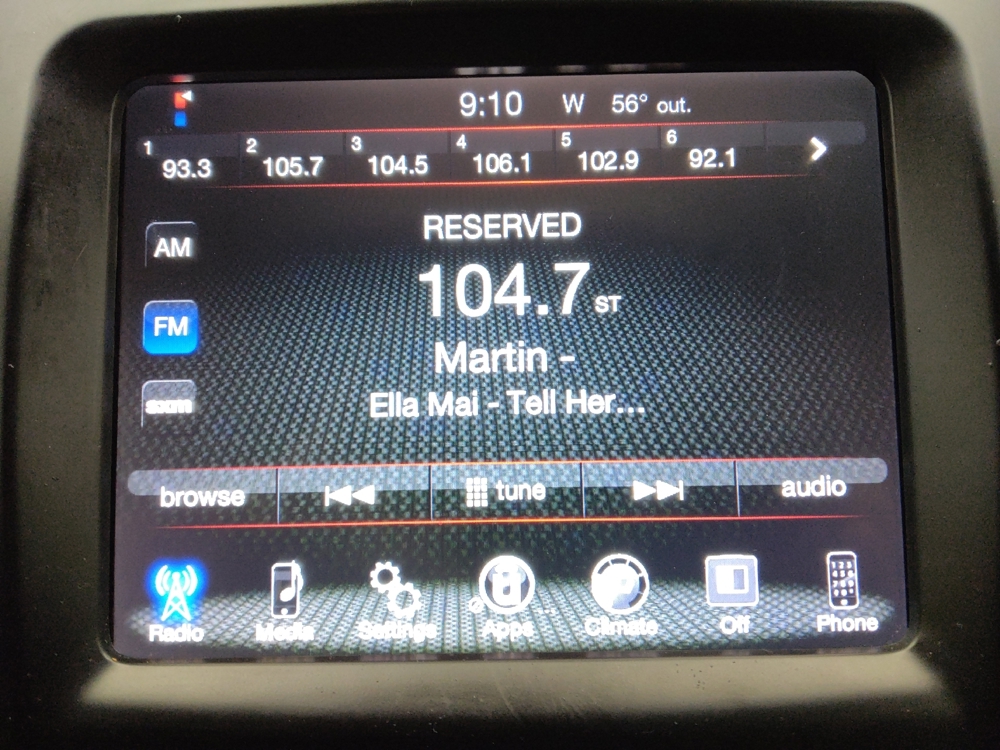 9:10 W 56° out.
1 93.3 2 105.7 3 104.5 4 106.1 5 102.9 6 92.1
RESERVED
AM
104.7 ST
FM
Martin -
Ella Mai - Tell Her...
sxm
browse tune audio
Radio Media Settings Apps Climate Off Phone